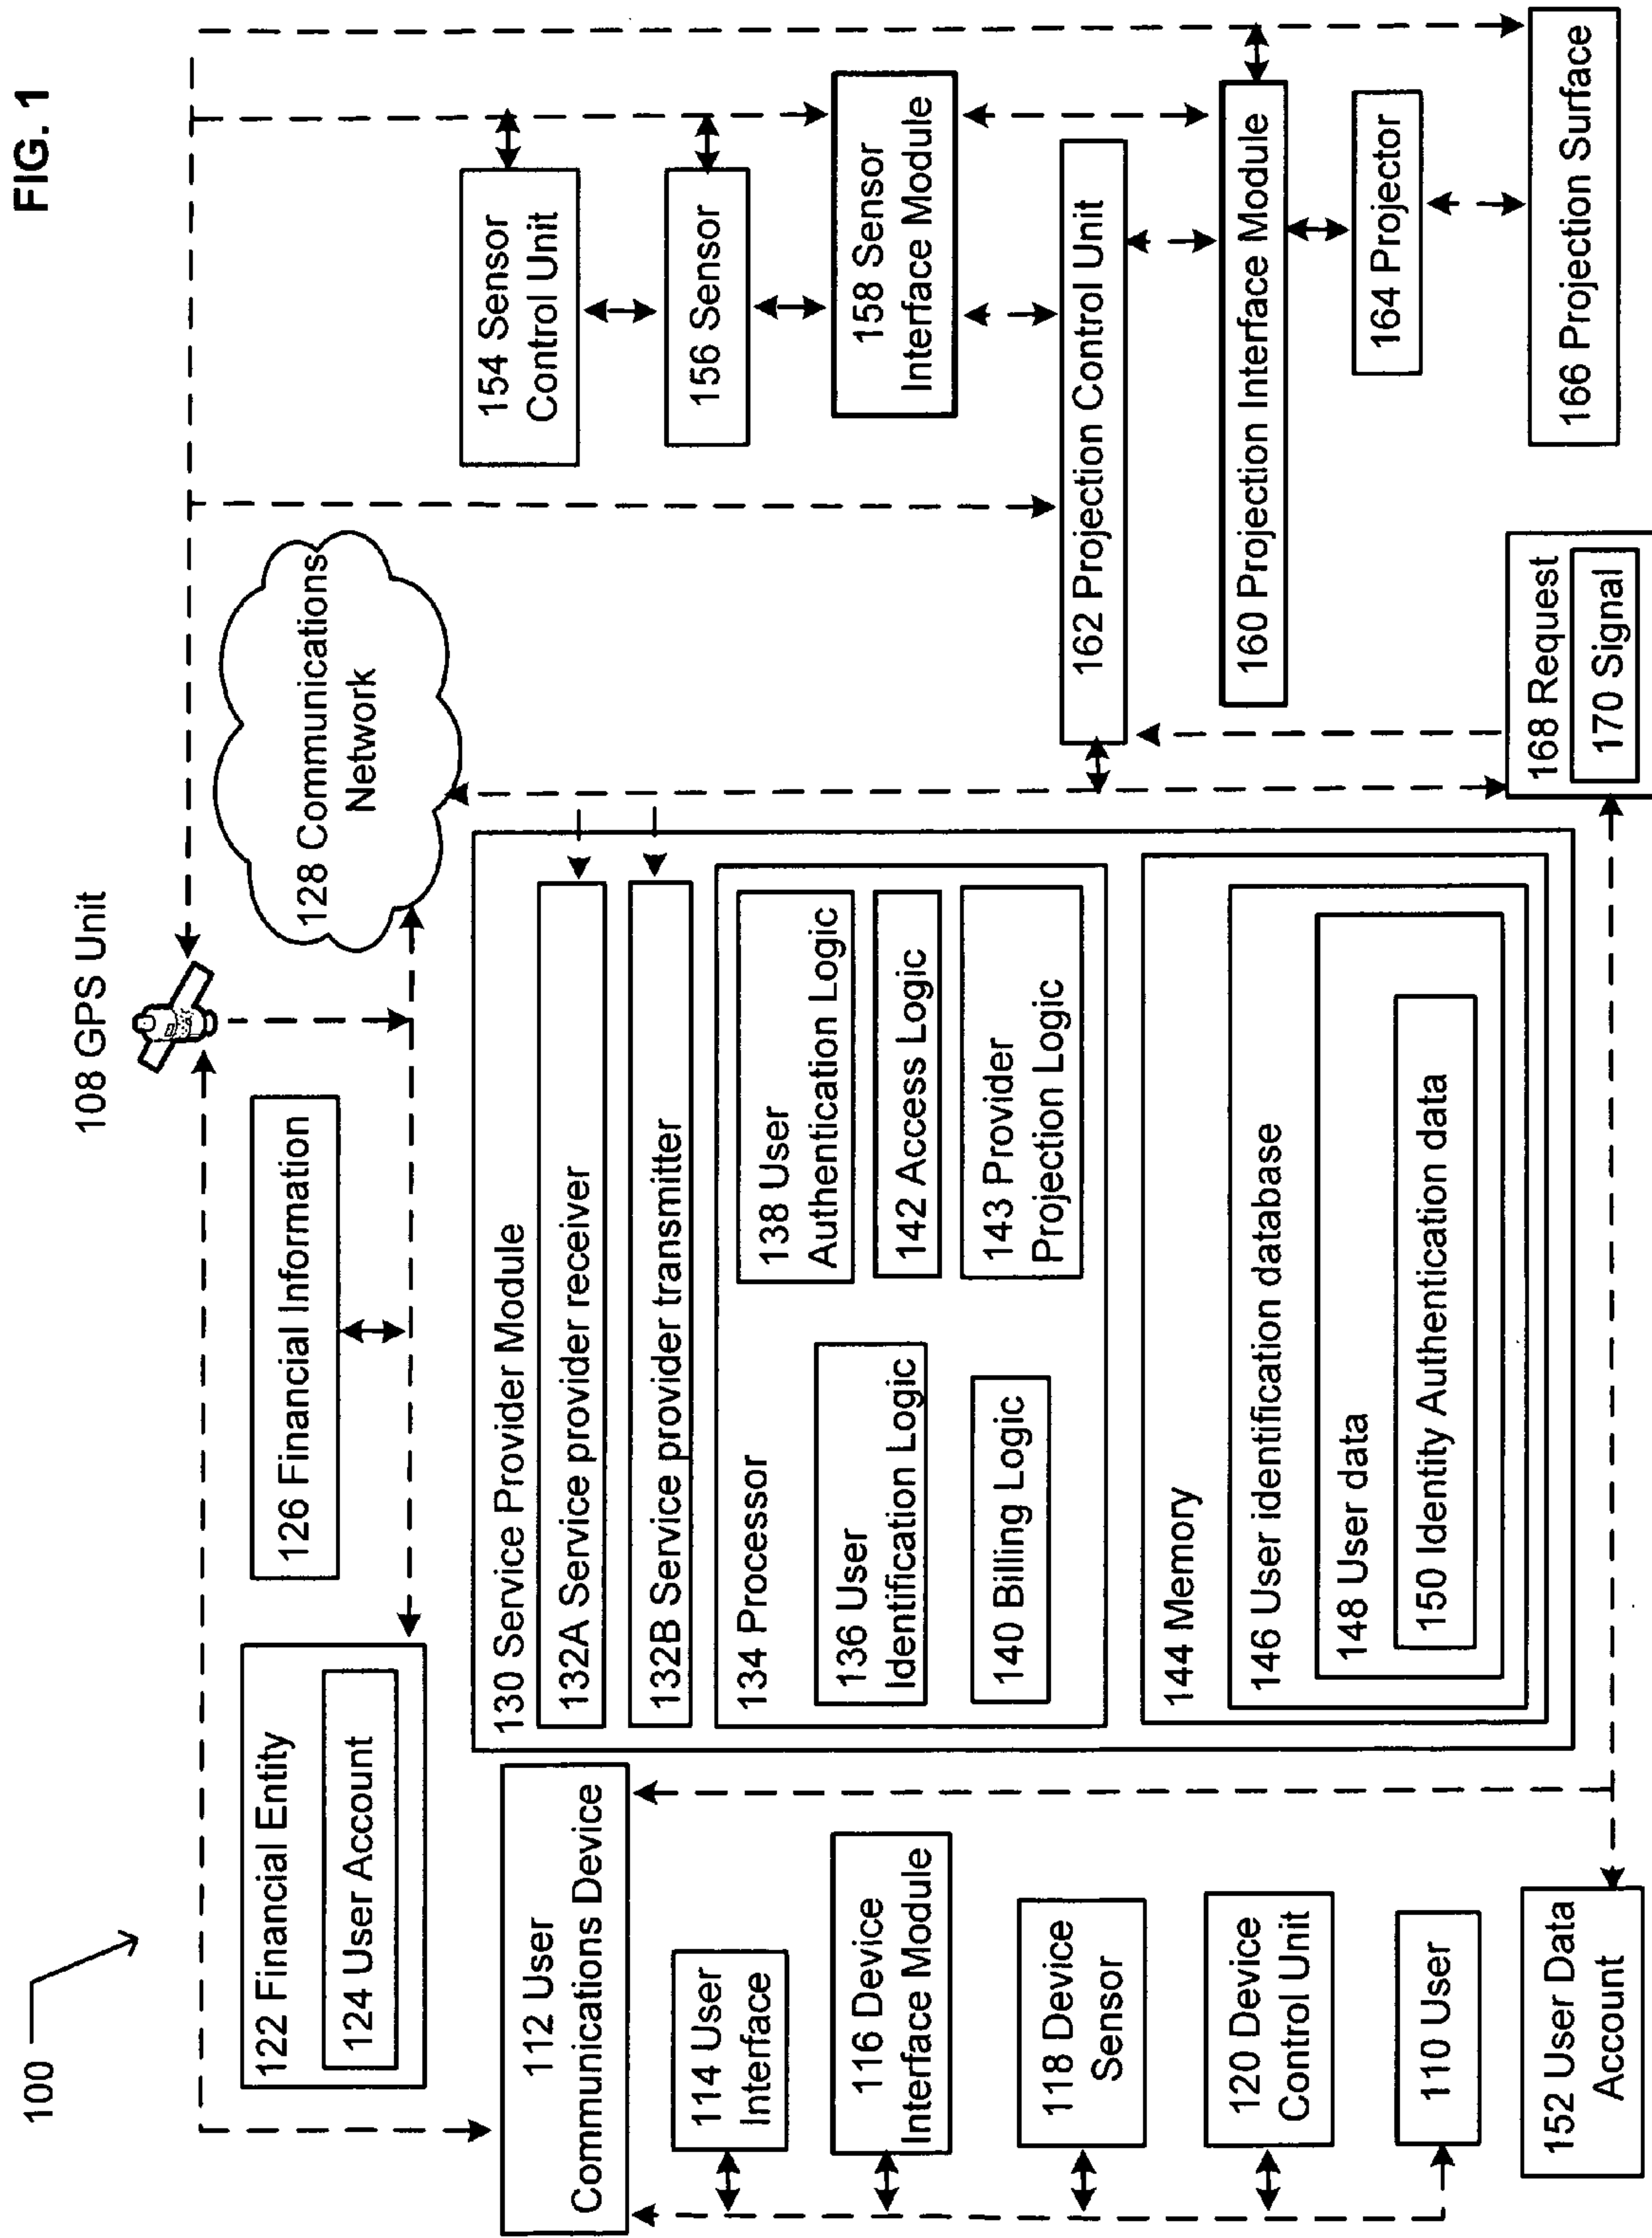 FIG. 1
100
108 GPS Unit
122 Financial Entity
124 User Account
126 Financial Information
128 Communications
Network
112 User
Communications Device
114 User
Interface
116 Device
Interface Module
118 Device
Sensor
120 Device
Control Unit
110 User
152 User Data
Account
130 Service Provider Module
132A Service provider receiver
132B Service provider transmitter
134 Processor
136 User
Identification Logic
140 Billing Logic
138 User
Authentication Logic
142 Access Logic
143 Provider
Projection Logic
144 Memory
146 User identification database
148 User data
150 Identity Authentication data
154 Sensor
Control Unit
156 Sensor
158 Sensor
Interface Module
162 Projection Control Unit
160 Projection Interface Module
164 Projector
166 Projection Surface
168 Request
170 Signal